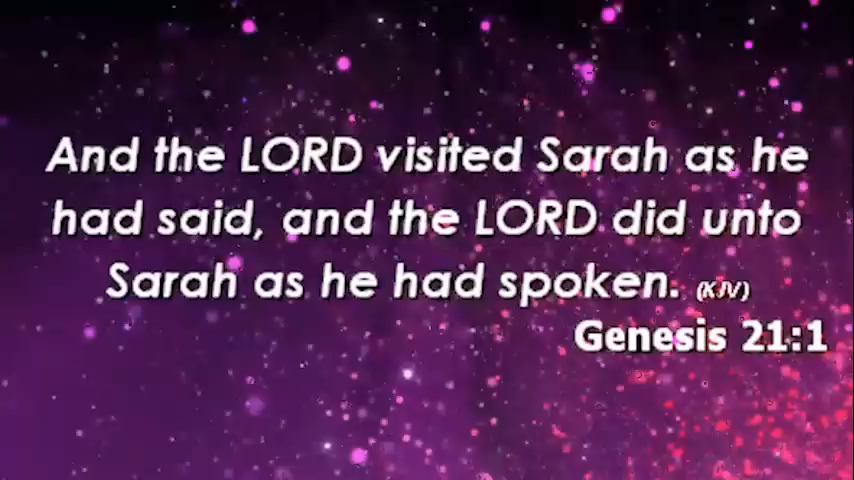 And the LORD visited Sarah as he
had said, and the LORD did unto
Sarah as he had spoken. (KJV)
Genesis 21:1